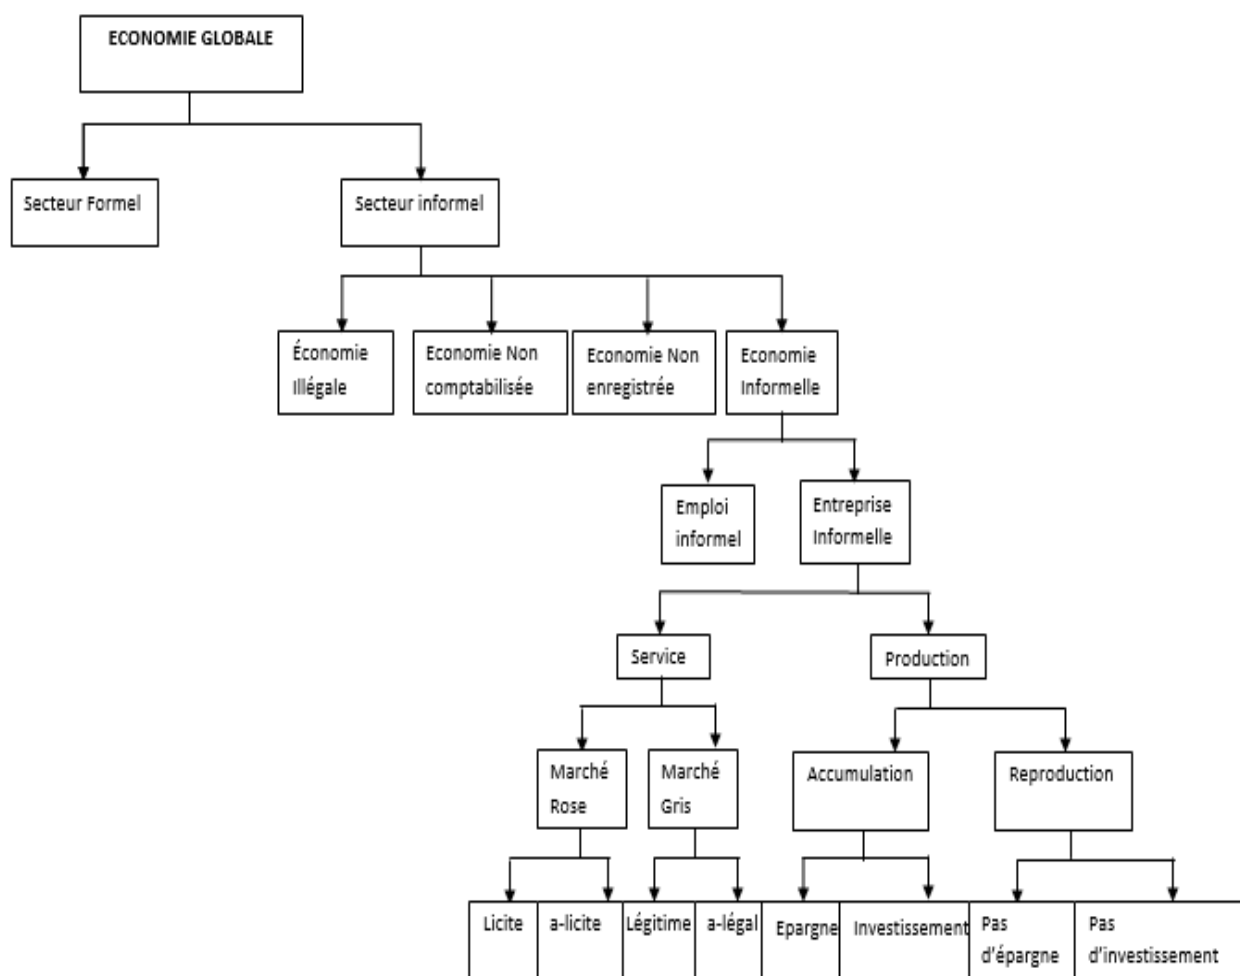 ECONOMIE GLOBALE
Secteur Formel
Secteur informel
Économie
Illégale
Economie Non
comptabilisée
Economie Non
enregistrée
Economie
Informelle
Emploi
informel
Entreprise
Informelle
Service
Production
Marché
Rose
Marché
Gris
Accumulation
Reproduction
Licite
a-licite
Légitime
a-légal
Epargne
Investissement
Pas
d'épargne
Pas
d'investissement